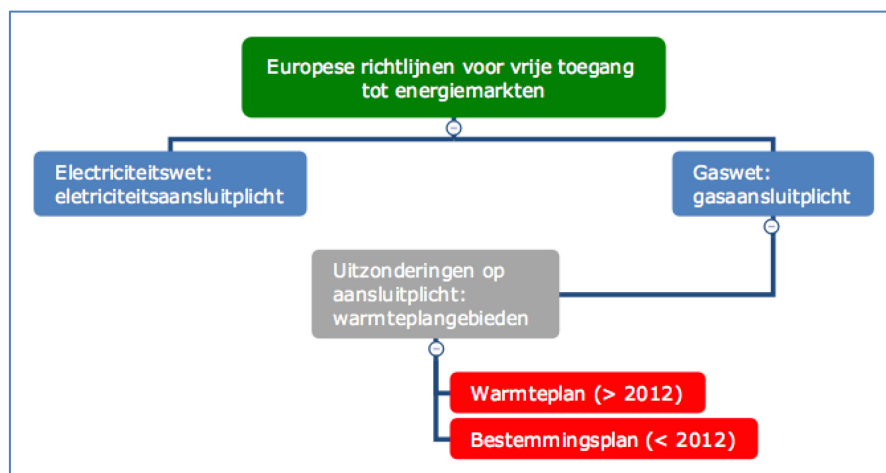 Europese richtlijnen voor vrije toegang
tot energiemarkten
Electriciteitswet:
eletriciteitsaansluitplicht
Gaswet:
gasaansluitplicht
Uitzonderingen op
aansluitplicht:
warmteplangebieden
Warmteplan (> 2012)
Bestemmingsplan (< 2012)